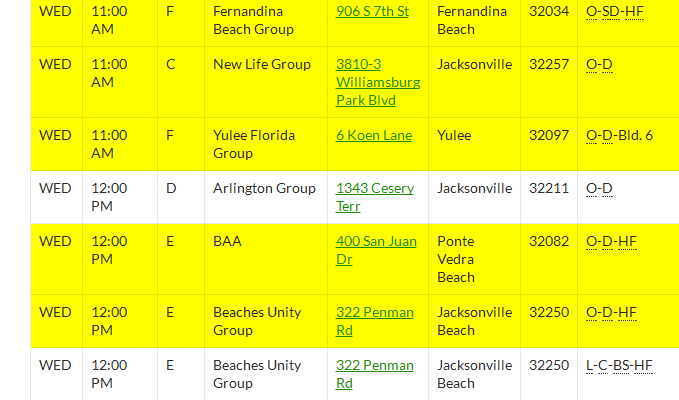 WED 11:00 AM F Fernandina Beach Group 906 S 7th St Fernandina Beach 32034 O-SD-HF
WED 11:00 AM C New Life Group 3810-3 Williamsburg Park Blvd Jacksonville 32257 O-D
WED 11:00 AM F Yulee Florida Group 6 Koen Lane Yulee 32097 O-D-Bld. 6
WED 12:00 PM D Arlington Group 1343 Cesery Terr Jacksonville 32211 O-D
WED 12:00 PM E BAA 400 San Juan Dr Ponte Vedra Beach 32082 O-D-HF
WED 12:00 PM E Beaches Unity Group 322 Penman Rd Jacksonville Beach 32250 O-D-HF
WED 12:00 PM E Beaches Unity Group 322 Penman Rd Jacksonville Beach 32250 L-C-BS-HF